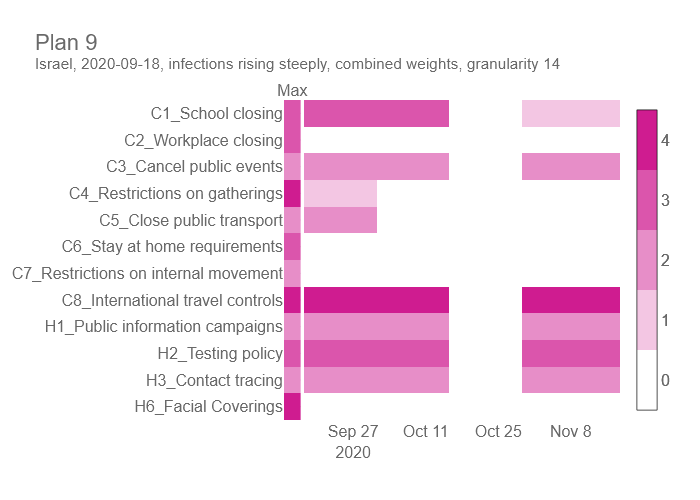 Plan 9
Israel, 2020-09-18, infections rising steeply, combined weights, granularity 14
Max
C1_School closing
C2_Workplace closing
C3_Cancel public events
C4_Restrictions on gatherings
C5_Close public transport
C6_Stay at home requirements
C7_Restrictions on internal movement
C8_International travel controls
H1_Public information campaigns
H2_Testing policy
H3_Contact tracing
H6_Facial Coverings
4
3
2
1
0
Sep 27 Oct 11 Oct 25 Nov 8
2020